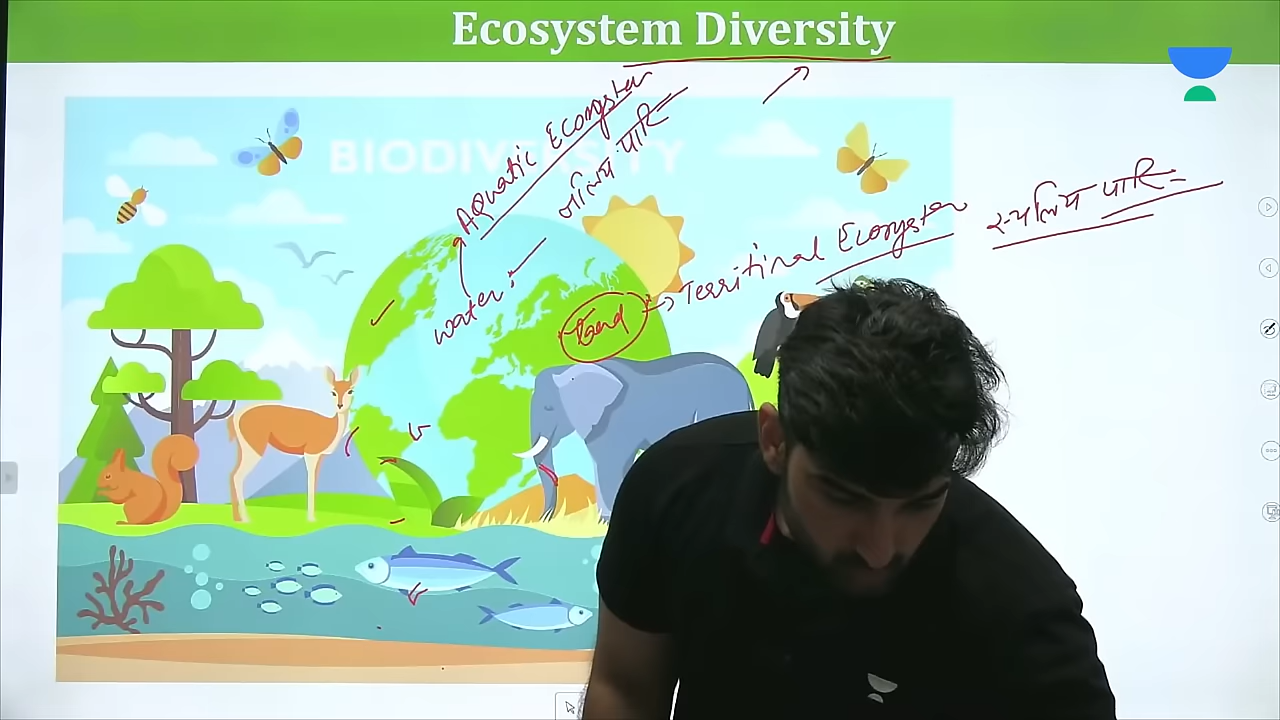 Ecosystem Diversity
BIODIVERSITY
Aquatic Ecosystem
जलिय पारि
water
Land → Territinal Ecosystem
स्थलिय पारि